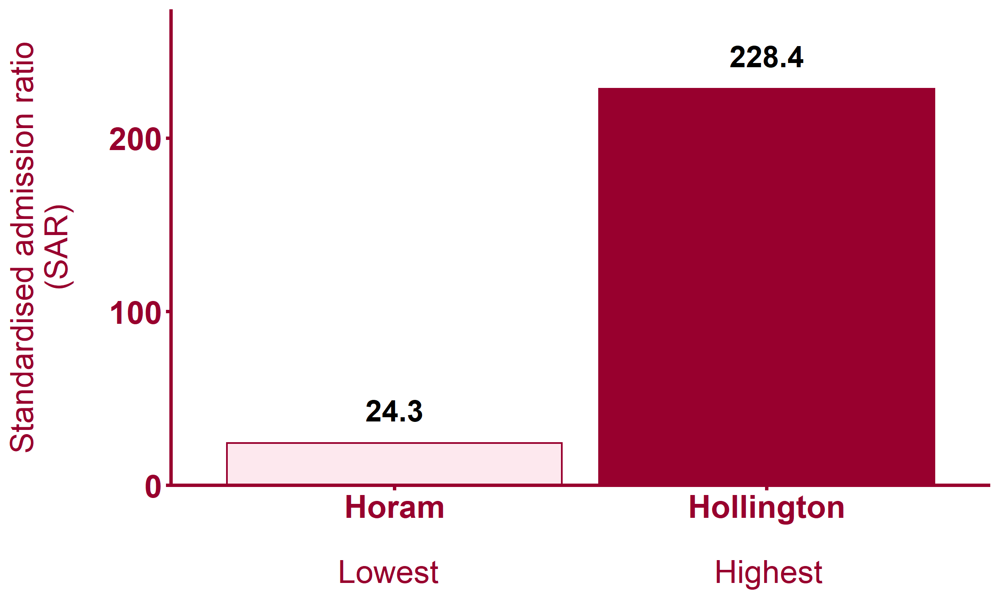 Standardised admission ratio
(SAR)
200
100
0
228.4
24.3
Horam
Hollington
Lowest
Highest